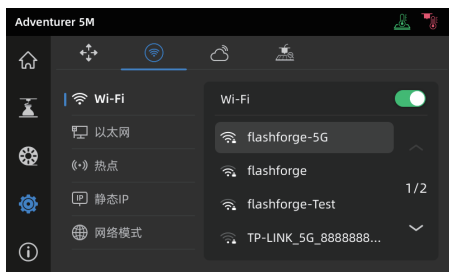 Adventurer 5M
Wi-Fi
以太网
热点
IP 静态IP
网络模式
Wi-Fi
flashforge-5G
flashforge
1/2
flashforge-Test
TP-LINK_5G_8888888...